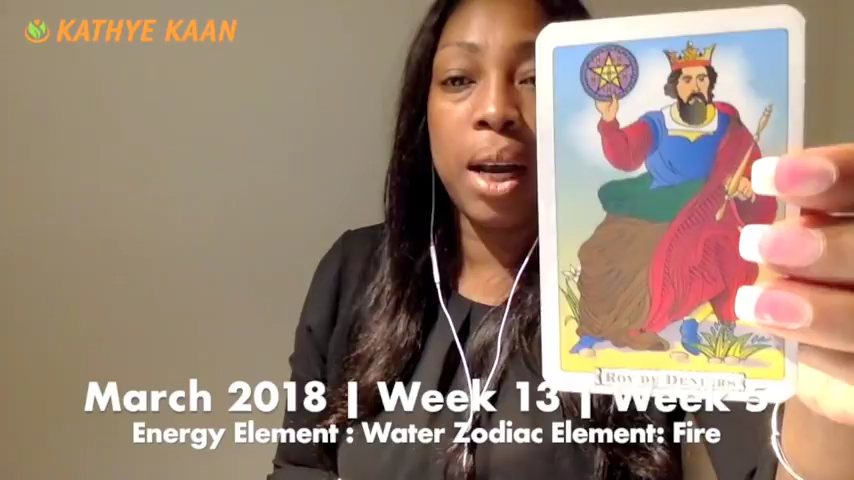 KATHYE KAAN
ROY DE DENIERS
March 2018 | Week 13 | Week 5
Energy Element : Water Zodiac Element: Fire